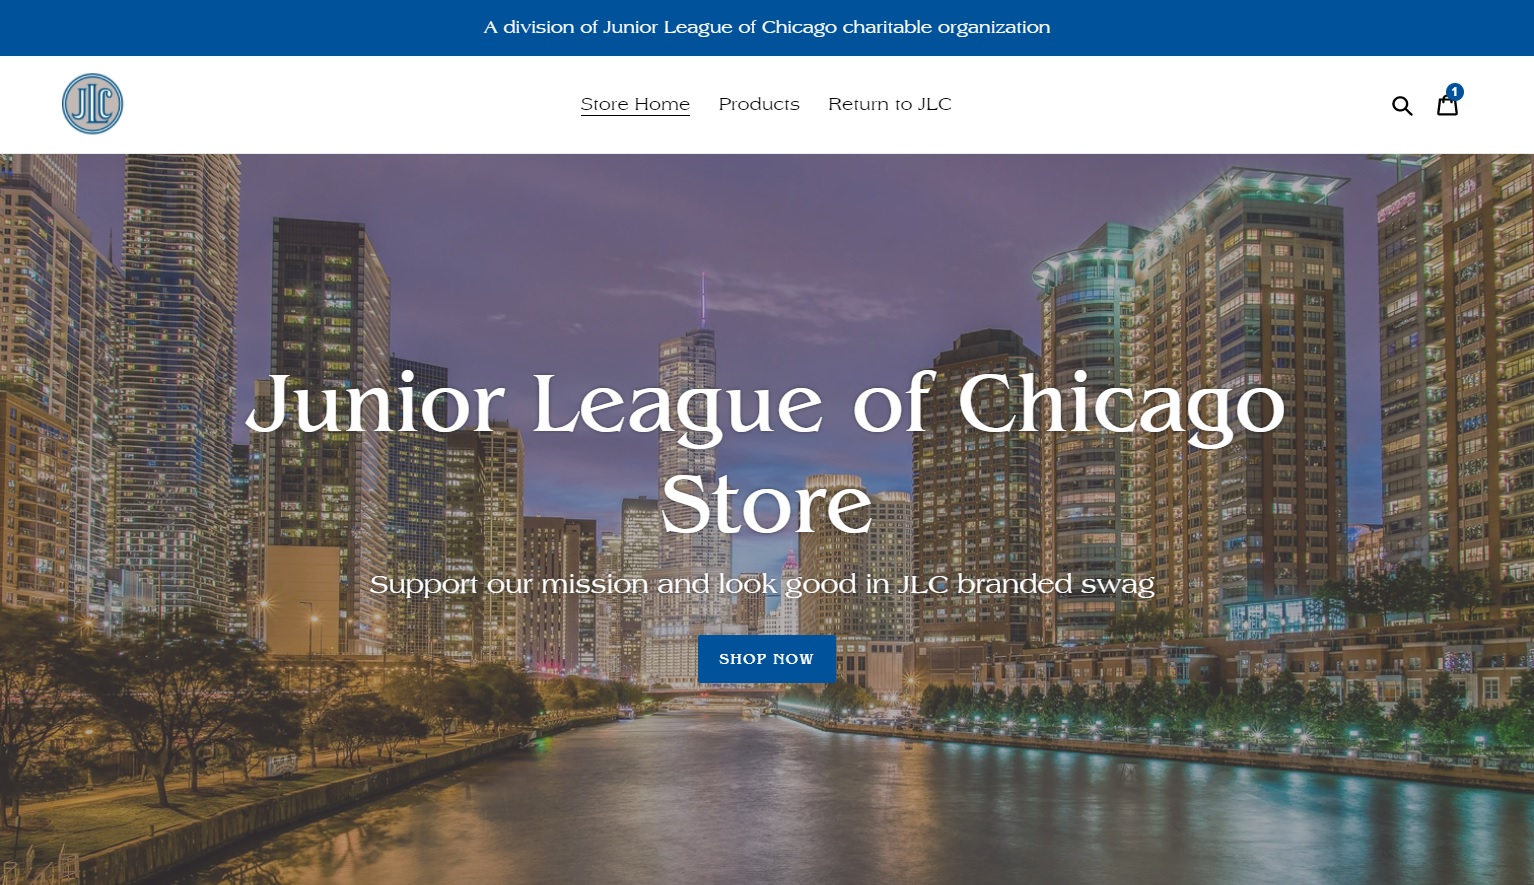 A division of Junior League of Chicago charitable organization
JLC
Store Home
Products
Return to JLC
1
Junior League of Chicago
Store
Support our mission and look good in JLC branded swag
SHOP NOW